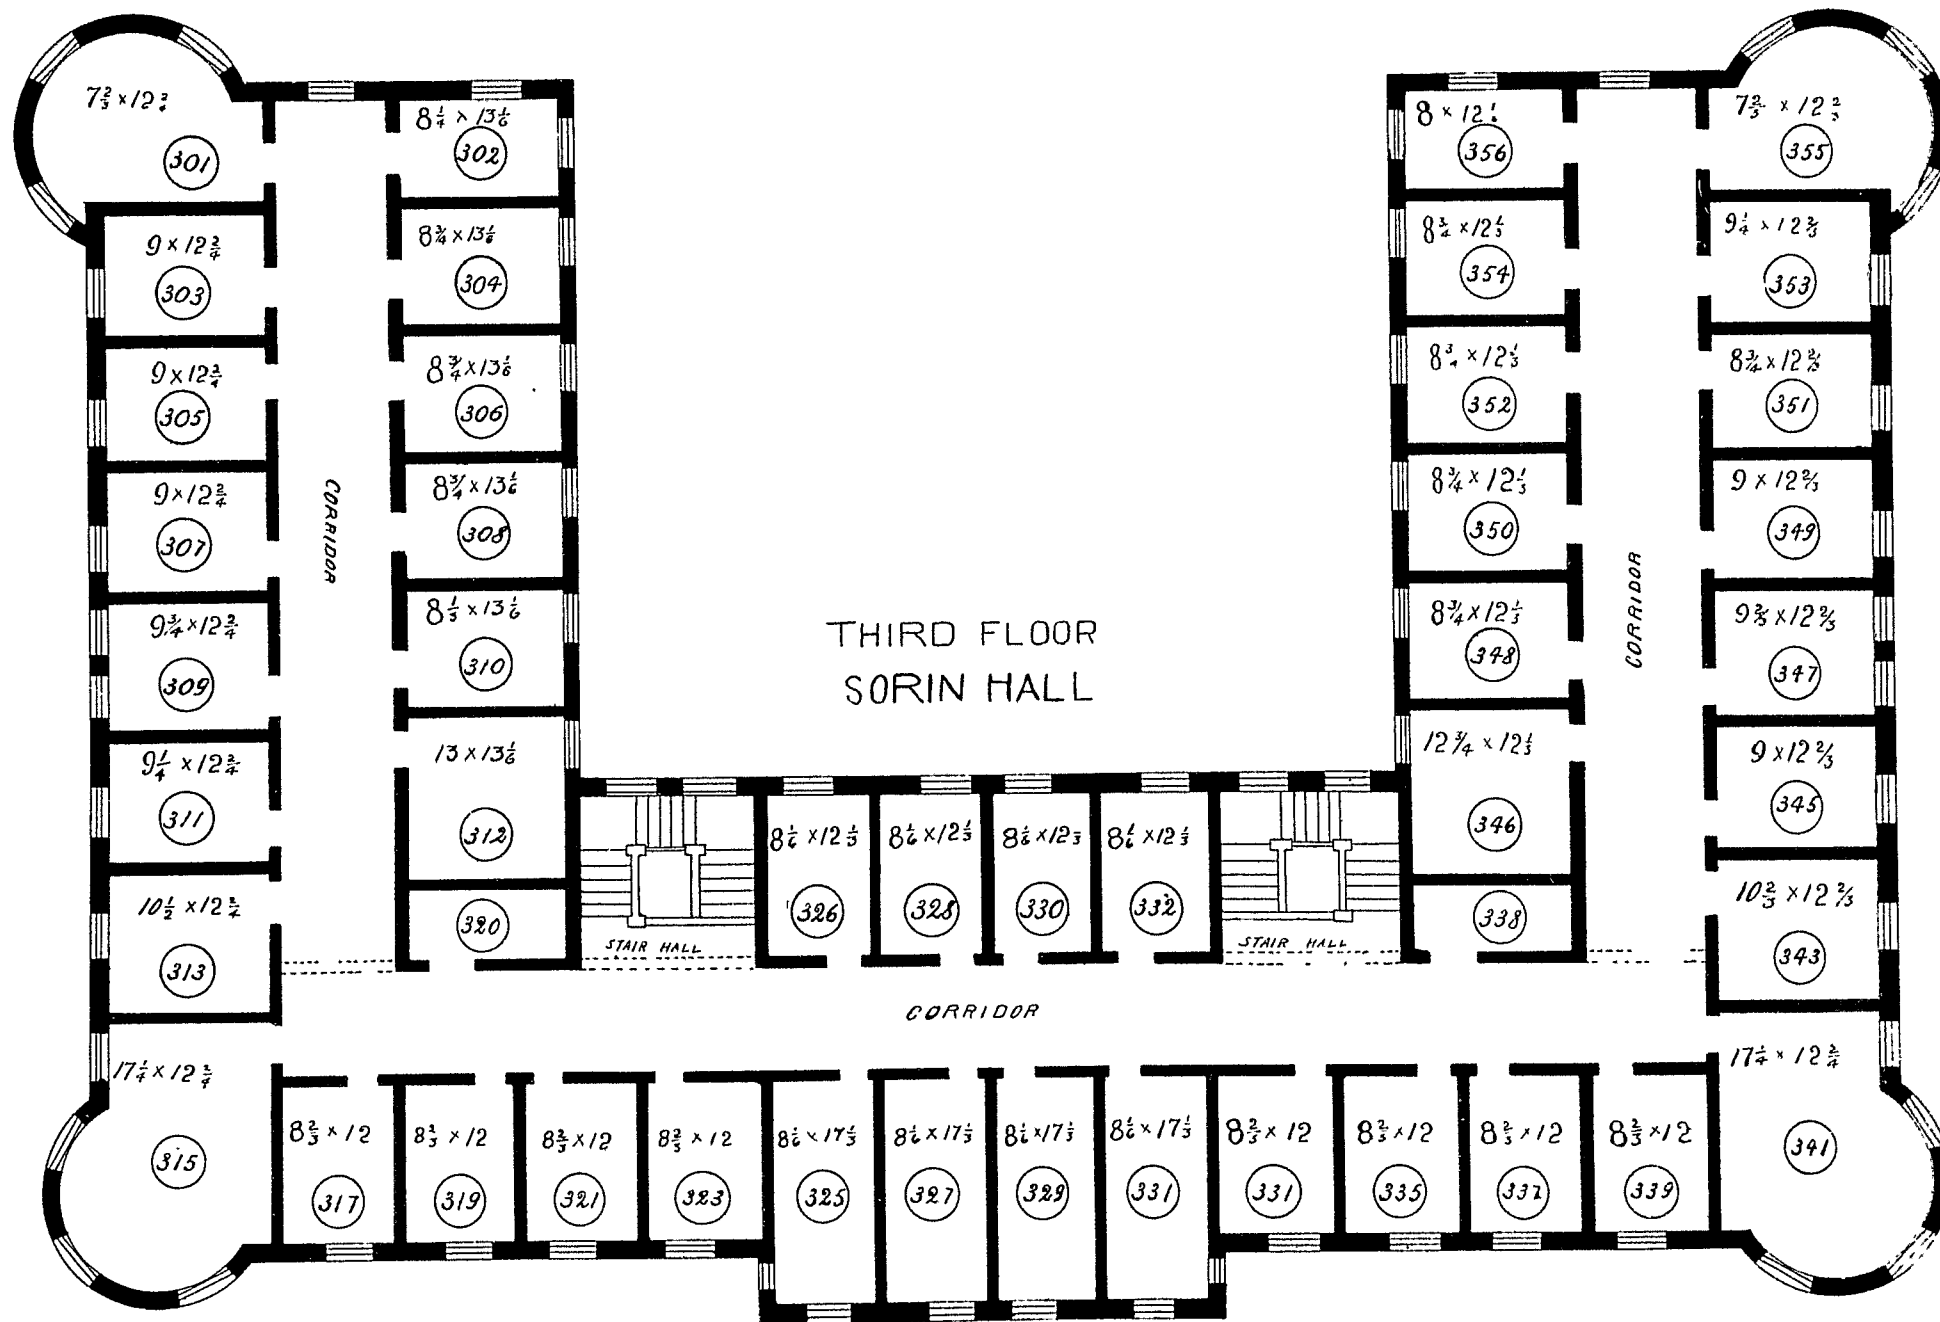 7⅔ × 12¾
301
8¼ × 13⅙
302
9 × 12¾
303
8¾ × 13⅙
304
9 × 12¾
305
8¾ × 13⅙
306
9 × 12¾
307
8¾ × 13⅙
308
9¾ × 12¾
309
8⅓ × 13⅙
310
9¼ × 12¾
311
13 × 13⅙
312
10½ × 12¾
313
320
CORRIDOR
17¼ × 12¾
315
THIRD FLOOR
SORIN HALL
STAIR HALL
8⅙ × 12⅓
326
8⅙ × 12⅓
328
8⅙ × 12⅓
330
8⅙ × 12⅓
332
STAIR HALL
CORRIDOR
8⅔ × 12
317
8⅔ × 12
319
8⅔ × 12
321
8⅔ × 12
323
8⅙ × 17⅓
325
8⅙ × 17⅓
327
8⅙ × 17⅓
329
8⅙ × 17⅓
331
8⅔ × 12
331
8⅔ × 12
335
8⅔ × 12
337
8⅔ × 12
339
8 × 12⅙
356
7⅔ × 12⅔
355
8¾ × 12⅓
354
9¼ × 12⅔
353
8¾ × 12⅓
352
8¾ × 12⅔
351
8¾ × 12⅓
350
9 × 12⅔
349
8¾ × 12⅓
348
9⅔ × 12⅔
347
12¾ × 12⅓
346
9 × 12⅔
345
338
10⅔ × 12⅔
343
CORRIDOR
17¼ × 12¾
341